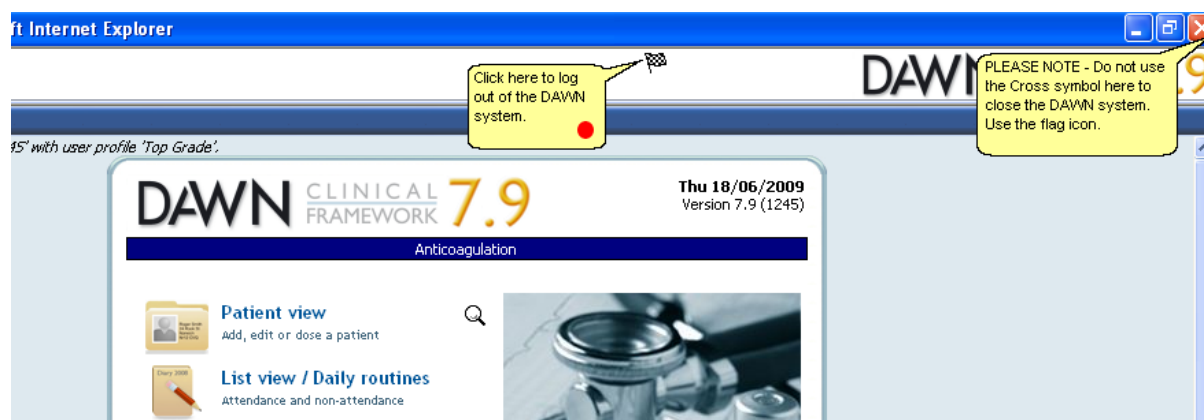 ft Internet Explorer
Click here to log
out of the DAWN
system.
DAWN
.9
PLEASE NOTE - Do not use
the Cross symbol here to
close the DAWN system.
Use the flag icon.
45' with user profile 'Top Grade'.
DAWN CLINICAL FRAMEWORK 7.9
Thu 18/06/2009
Version 7.9 (1245)
Anticoagulation
Patient view
Add, edit or dose a patient
Diary 2008
List view / Daily routines
Attendance and non-attendance